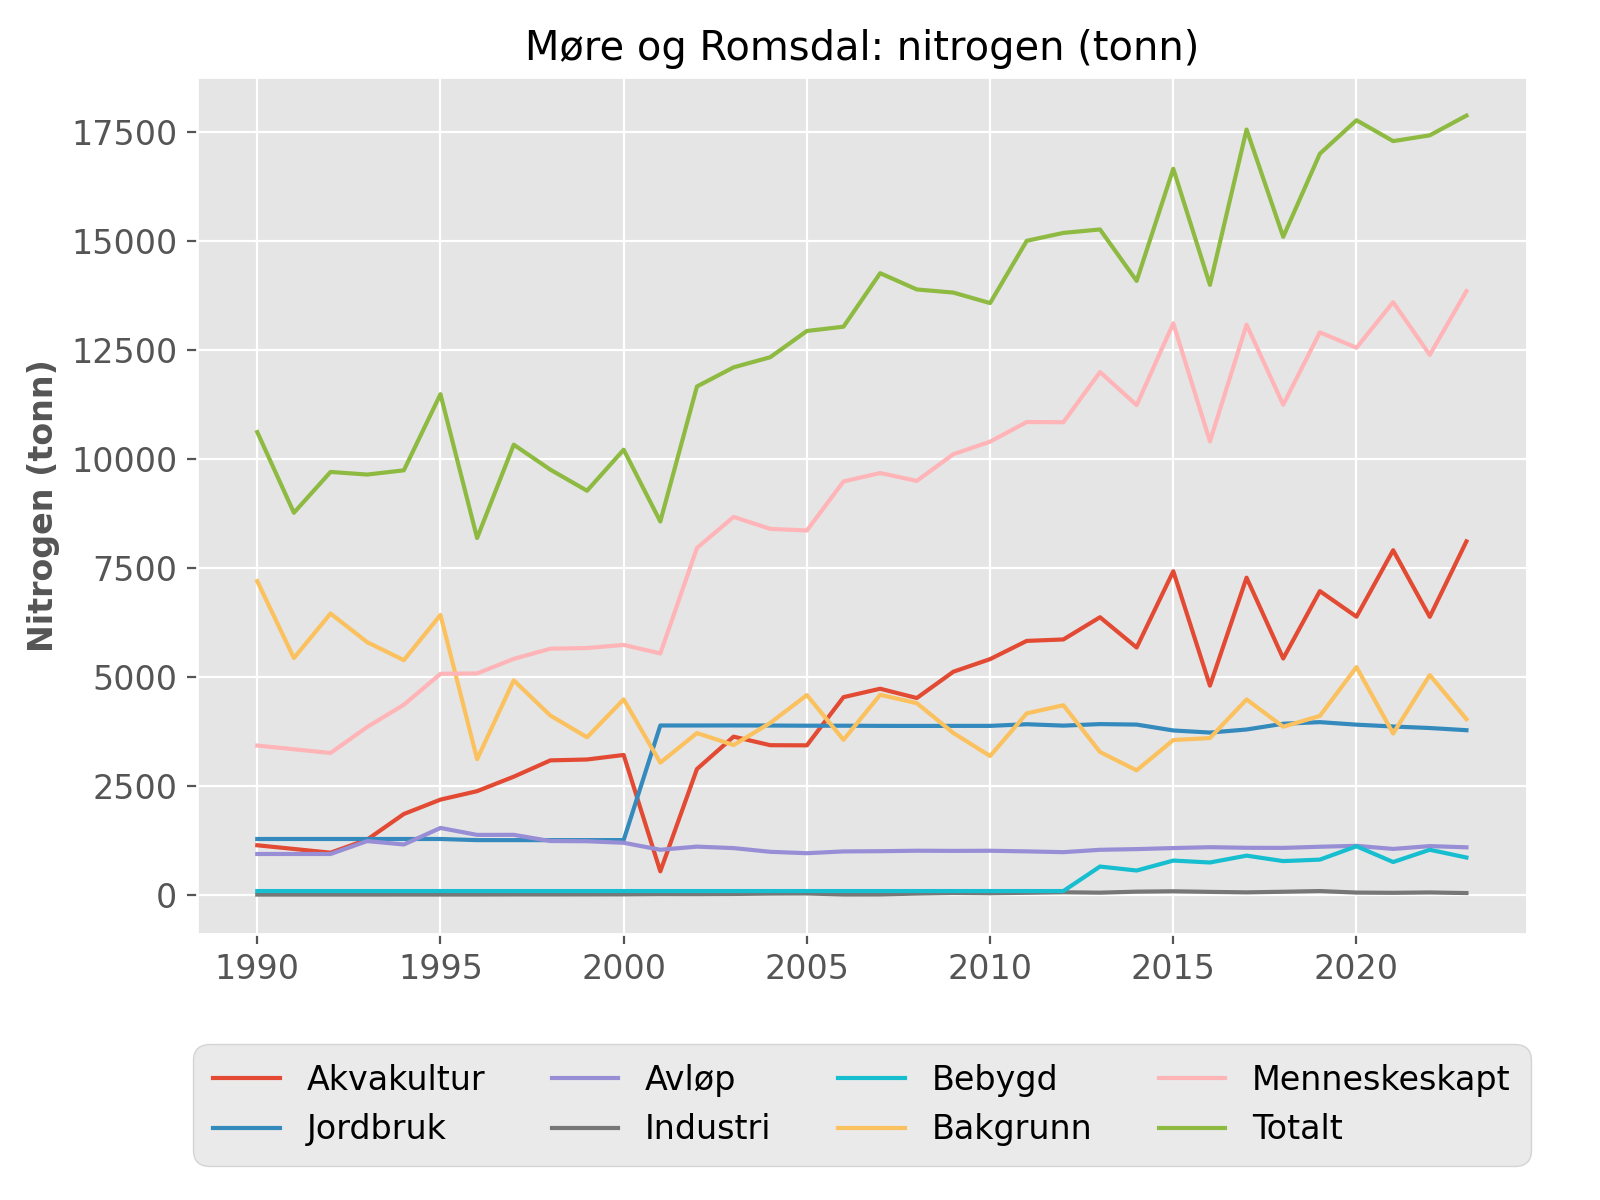 Møre og Romsdal: nitrogen (tonn)
Nitrogen (tonn)
17500
15000
12500
10000
7500
5000
2500
0
1990 1995 2000 2005 2010 2015 2020
Akvakultur Avløp Bebygd Menneskeskapt
Jordbruk Industri Bakgrunn Totalt